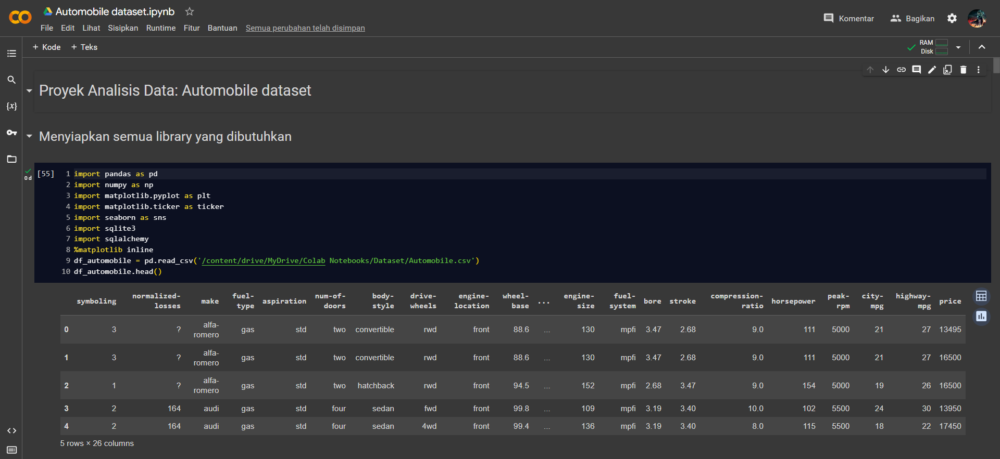 Automobile dataset.ipynb
File Edit Lihat Sisipkan Runtime Fitur Bantuan Semua perubahan telah disimpan
Komentar Bagikan
+ Kode + Teks
RAM
Disk
Proyek Analisis Data: Automobile dataset
Menyiapkan semua library yang dibutuhkan
0 d
[55]
1 import pandas as pd
2 import numpy as np
3 import matplotlib.pyplot as plt
4 import matplotlib.ticker as ticker
5 import seaborn as sns
6 import sqlite3
7 import sqlalchemy
8 %matplotlib inline
9 df_automobile = pd.read_csv('/content/drive/MyDrive/Colab Notebooks/Dataset/Automobile.csv')
10 df_automobile.head()
symboling normalized-losses make fuel-type aspiration num-of-doors body-style drive-wheels engine-location wheel-base ... engine-size fuel-system bore stroke compression-ratio horsepower peak-rpm city-mpg highway-mpg price
0 3 ? alfa-romero gas std two convertible rwd front 88.6 ... 130 mpfi 3.47 2.68 9.0 111 5000 21 27 13495
1 3 ? alfa-romero gas std two convertible rwd front 88.6 ... 130 mpfi 3.47 2.68 9.0 111 5000 21 27 16500
2 1 ? alfa-romero gas std two hatchback rwd front 94.5 ... 152 mpfi 2.68 3.47 9.0 154 5000 19 26 16500
3 2 164 audi gas std four sedan fwd front 99.8 ... 109 mpfi 3.19 3.40 10.0 102 5500 24 30 13950
4 2 164 audi gas std four sedan 4wd front 99.4 ... 136 mpfi 3.19 3.40 8.0 115 5500 18 22 17450
5 rows × 26 columns